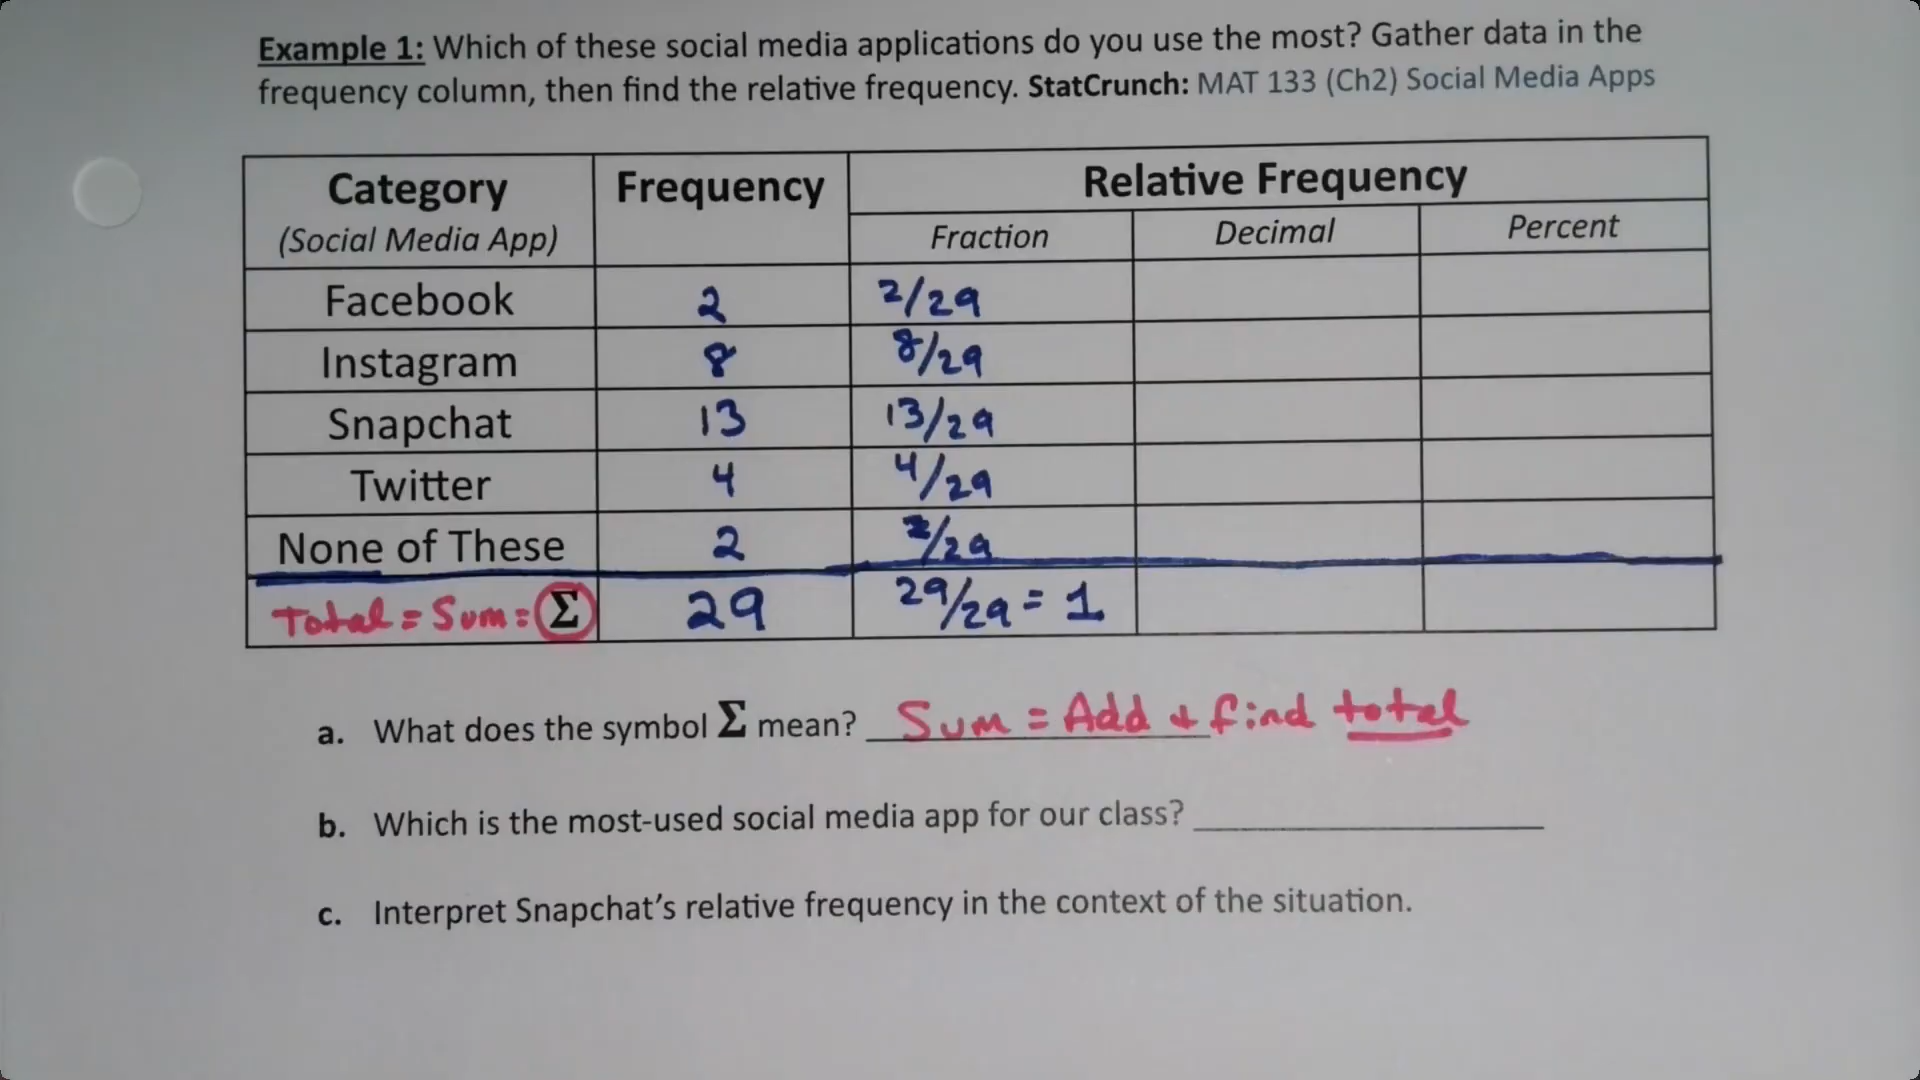 Example 1: Which of these social media applications do you use the most? Gather data in the
frequency column, then find the relative frequency. StatCrunch: MAT 133 (Ch2) Social Media Apps
Category Frequency Relative Frequency
(Social Media App) Fraction Decimal Percent
Facebook 2 2/29
Instagram 8 8/29
Snapchat 13 13/29
Twitter 4 4/29
None of These 2 2/29
Total = Sum = Σ 29 29/29 = 1
a. What does the symbol Σ mean? Sum = Add & find total
b. Which is the most-used social media app for our class?
c. Interpret Snapchat’s relative frequency in the context of the situation.